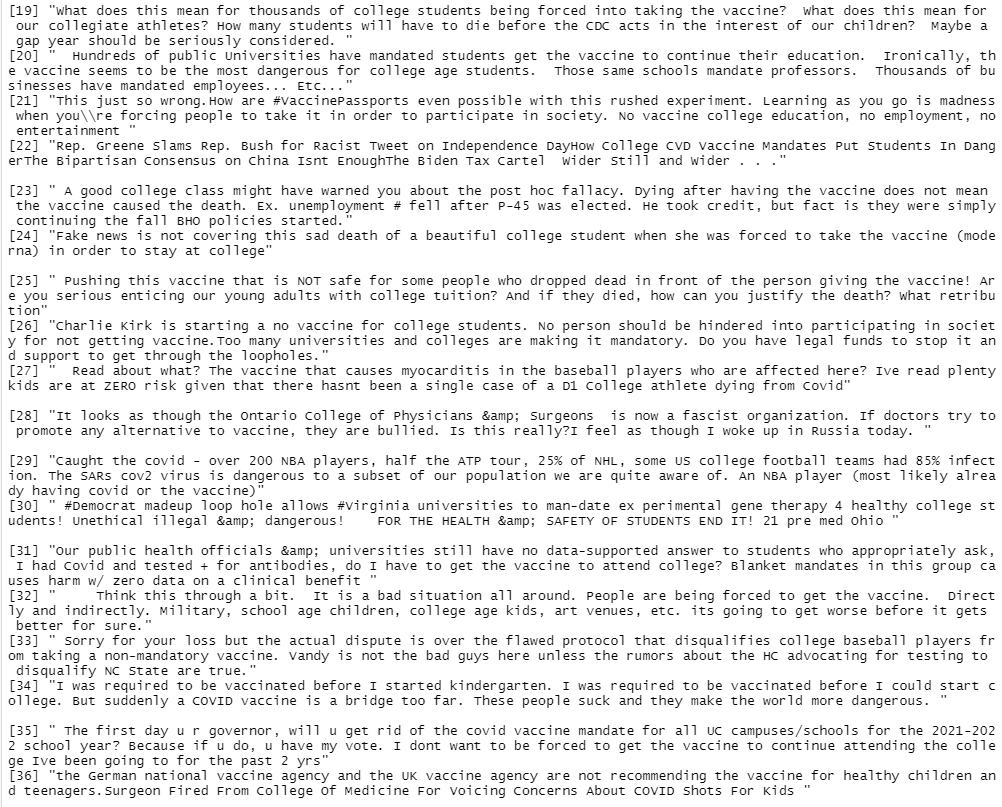 [19] "What does this mean for thousands of college students being forced into taking the vaccine?  What does this mean for
 our collegiate athletes? How many students will have to die before the CDC acts in the interest of our children?  Maybe a
 gap year should be seriously considered. "
[20] "  Hundreds of public Universities have mandated students get the vaccine to continue their education.  Ironically, th
e vaccine seems to be the most dangerous for college age students.  Those same schools mandate professors.  Thousands of bu
sinesses have mandated employees... Etc..."
[21] "This just so wrong.How are #VaccinePassports even possible with this rushed experiment. Learning as you go is madness
 when you\\re forcing people to take it in order to participate in society. No vaccine college education, no employment, no
 entertainment "
[22] "Rep. Greene Slams Rep. Bush for Racist Tweet on Independence DayHow College CVD Vaccine Mandates Put Students In Dang
erThe Bipartisan Consensus on China Isnt EnoughThe Biden Tax Cartel  Wider Still and Wider . . ."
[23] " A good college class might have warned you about the post hoc fallacy. Dying after having the vaccine does not mean
 the vaccine caused the death. Ex. unemployment # fell after P-45 was elected. He took credit, but fact is they were simply
 continuing the fall BHO policies started."
[24] "Fake news is not covering this sad death of a beautiful college student when she was forced to take the vaccine (mode
rna) in order to stay at college"
[25] "  Pushing this vaccine that is NOT safe for some people who dropped dead in front of the person giving the vaccine! Ar
e you serious enticing our young adults with college tuition? And if they died, how can you justify the death? What retribu
tion"
[26] "Charlie Kirk is starting a no vaccine for college students. No person should be hindered into participating in societ
y for not getting vaccine.Too many universities and colleges are making it mandatory. Do you have legal funds to stop it an
d support to get through the loopholes."
[27] "  Read about what? The vaccine that causes myocarditis in the baseball players who are affected here? Ive read plenty
kids are at ZERO risk given that there hasnt been a single case of a D1 College athlete dying from Covid"
[28] "It looks as though the Ontario College of Physicians &amp; Surgeons  is now a fascist organization. If doctors try to
 promote any alternative to vaccine, they are bullied. Is this really?I feel as though I woke up in Russia today. "
[29] "Caught the covid - over 200 NBA players, half the ATP tour, 25% of NHL, some US college football teams had 85% infect
ion. The SARs cov2 virus is dangerous to a subset of our population we are quite aware of. An NBA player (most likely alrea
dy having covid or the vaccine)"
[30] " #Democrat madeup loop hole allows #Virginia universities to man-date ex perimental gene therapy 4 healthy college st
udents! Unethical illegal &amp; dangerous!    FOR THE HEALTH &amp; SAFETY OF STUDENTS END IT! 21 pre med Ohio "
[31] "Our public health officials &amp; universities still have no data-supported answer to students who appropriately ask,
 I had Covid and tested + for antibodies, do I have to get the vaccine to attend college? Blanket mandates in this group ca
uses harm w/ zero data on a clinical benefit "
[32] "    Think this through a bit.  It is a bad situation all around. People are being forced to get the vaccine.  Direct
ly and indirectly. Military, school age children, college age kids, art venues, etc. its going to get worse before it gets
 better for sure."
[33] " Sorry for your loss but the actual dispute is over the flawed protocol that disqualifies college baseball players fr
om taking a non-mandatory vaccine. Vandy is not the bad guys here unless the rumors about the HC advocating for testing to
 disqualify NC State are true."
[34] "I was required to be vaccinated before I started kindergarten. I was required to be vaccinated before I could start c
ollege. But suddenly a COVID vaccine is a bridge too far. These people suck and they make the world more dangerous. "
[35] " The first day u r governor, will u get rid of the covid vaccine mandate for all UC campuses/schools for the 2021-202
2 school year? Because if u do, u have my vote. I dont want to be forced to get the vaccine to continue attending the colle
ge Ive been going to for the past 2 yrs"
[36] "the German national vaccine agency and the UK vaccine agency are not recommending the vaccine for healthy children an
d teenagers.Surgeon Fired From College Of Medicine For Voicing Concerns About COVID Shots For Kids "